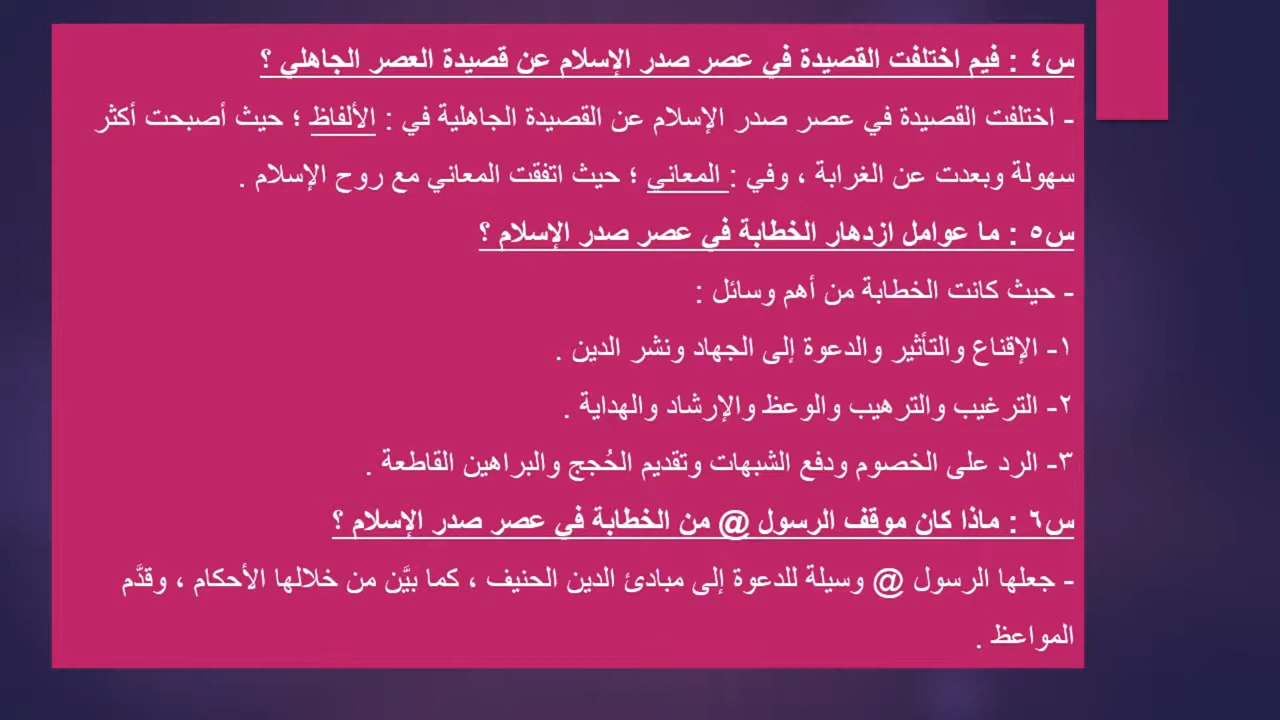 س٤ : فيم اختلفت القصيدة في عصر صدر الإسلام عن قصيدة العصر الجاهلي ؟
- اختلفت القصيدة في عصر صدر الإسلام عن القصيدة الجاهلية في : الألفاظ ؛ حيث أصبحت أكثر
سهولة وبعدت عن الغرابة ، وفي : المعاني ؛ حيث اتفقت المعاني مع روح الإسلام .
س٥ : ما عوامل ازدهار الخطابة في عصر صدر الإسلام ؟
- حيث كانت الخطابة من أهم وسائل :
١- الإقناع والتأثير والدعوة إلى الجهاد ونشر الدين .
٢- الترغيب والترهيب والوعظ والإرشاد والهداية .
٣- الرد على الخصوم ودفع الشبهات وتقديم الحُجج والبراهين القاطعة .
س٦ : ماذا كان موقف الرسول @ من الخطابة في عصر صدر الإسلام ؟
- جعلها الرسول @ وسيلة للدعوة إلى مبادئ الدين الحنيف ، كما بيَّن من خلالها الأحكام ، وقدَّم
المواعظ .